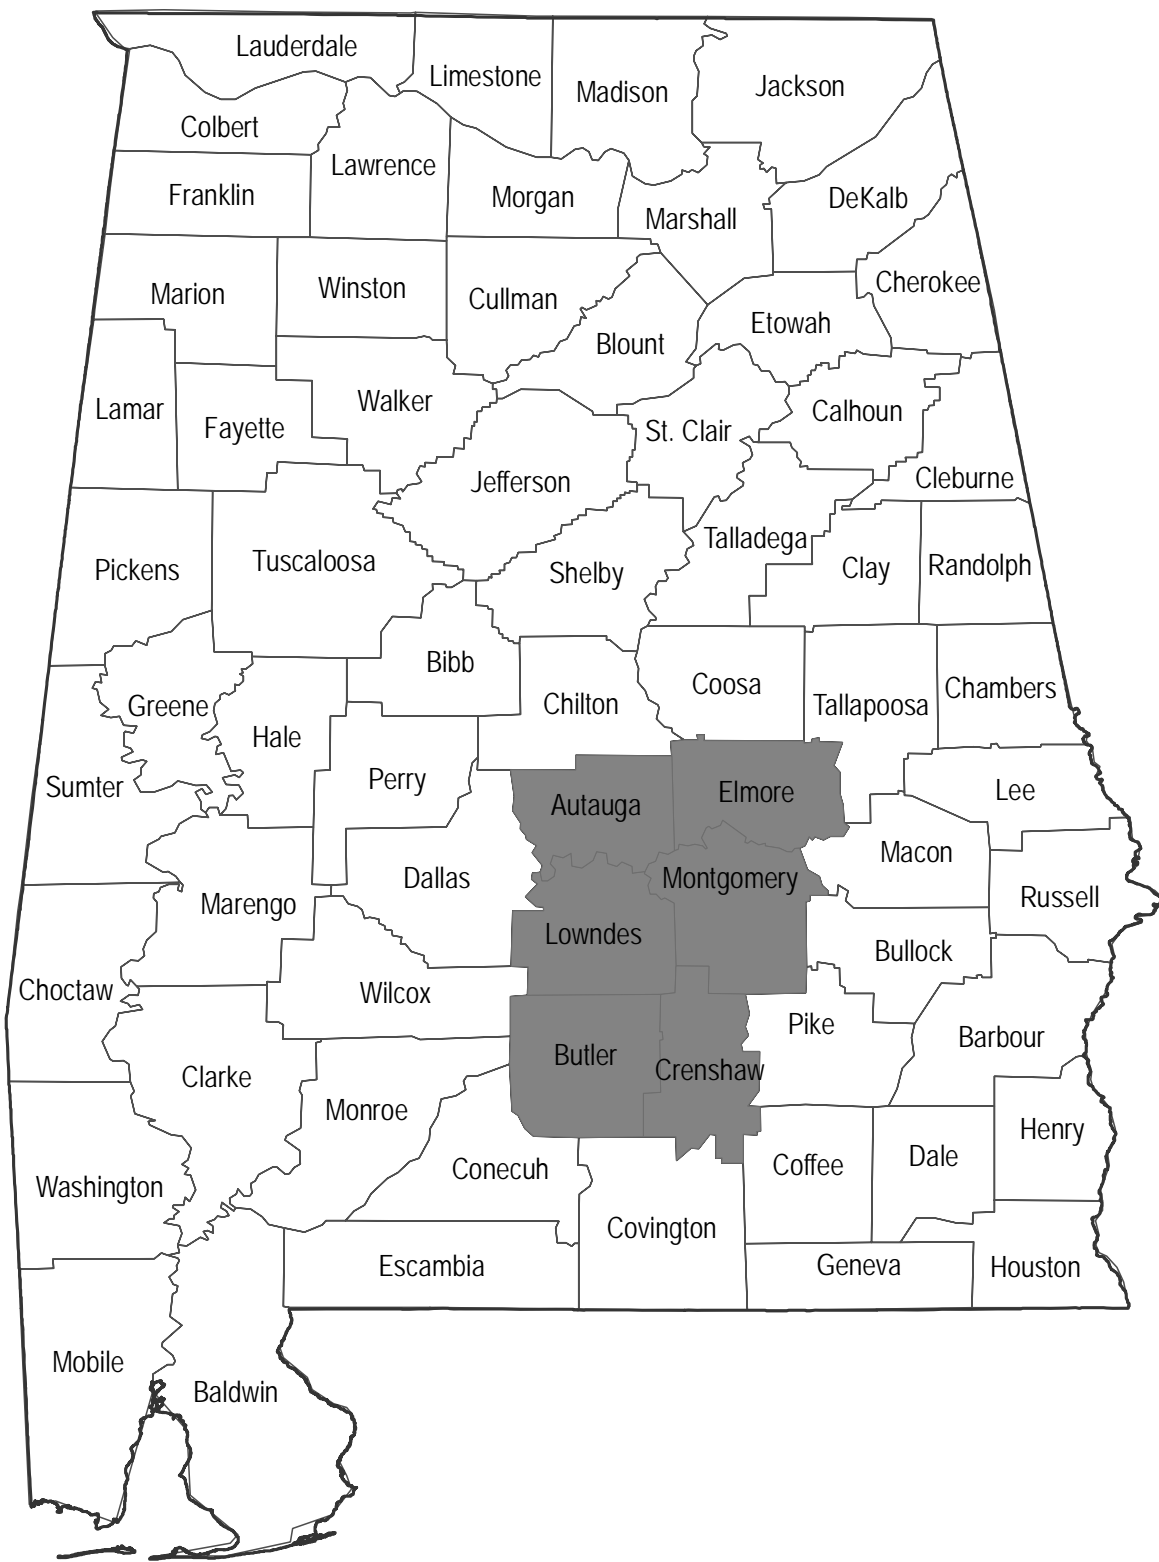 Lauderdale
Limestone
Madison
Jackson
Colbert
Lawrence
Franklin
Morgan
DeKalb
Marshall
Cherokee
Marion
Winston
Cullman
Etowah
Blount
Lamar
Walker
Calhoun
Fayette
St. Clair
Jefferson
Cleburne
Talladega
Pickens
Tuscaloosa
Shelby
Clay
Randolph
Bibb
Coosa
Chambers
Greene
Chilton
Tallapoosa
Hale
Sumter
Perry
Autauga
Elmore
Lee
Macon
Dallas
Montgomery
Marengo
Russell
Lowndes
Bullock
Choctaw
Wilcox
Pike
Barbour
Butler
Crenshaw
Clarke
Monroe
Henry
Washington
Conecuh
Coffee
Dale
Covington
Escambia
Geneva
Houston
Mobile
Baldwin